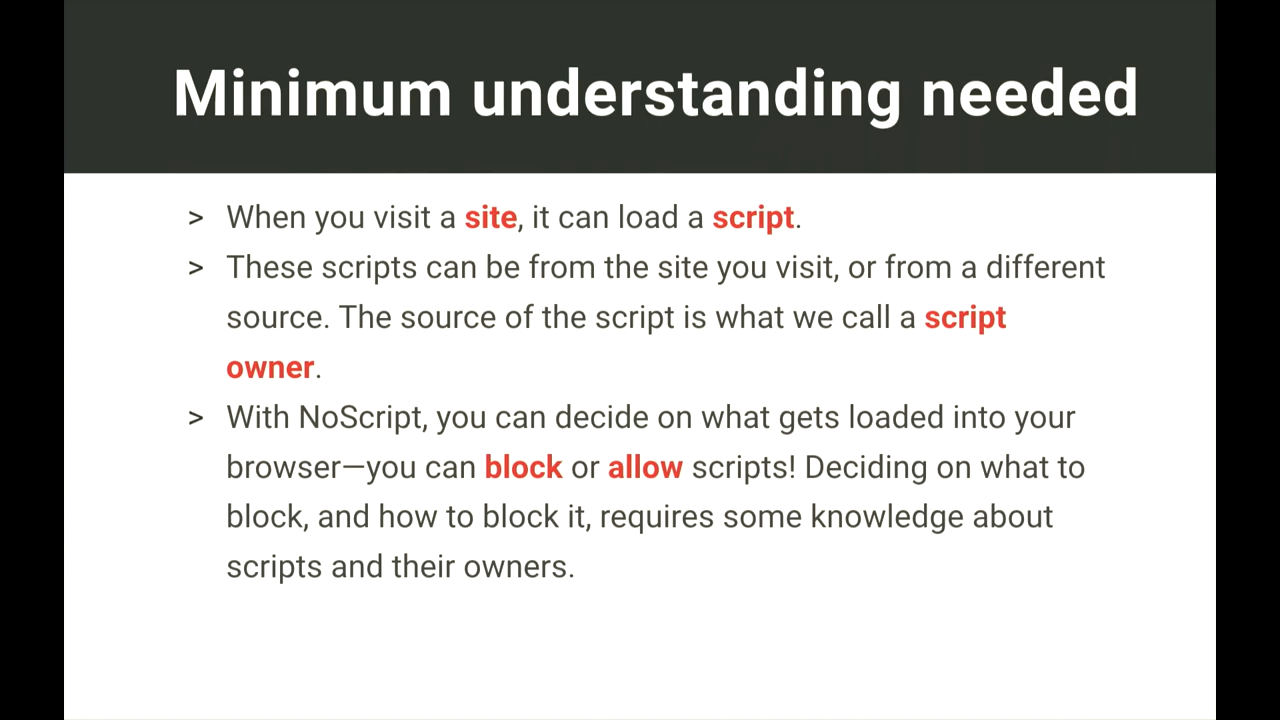 Minimum understanding needed
> When you visit a site, it can load a script.
> These scripts can be from the site you visit, or from a different
source. The source of the script is what we call a script
owner.
> With NoScript, you can decide on what gets loaded into your
browser—you can block or allow scripts! Deciding on what to
block, and how to block it, requires some knowledge about
scripts and their owners.